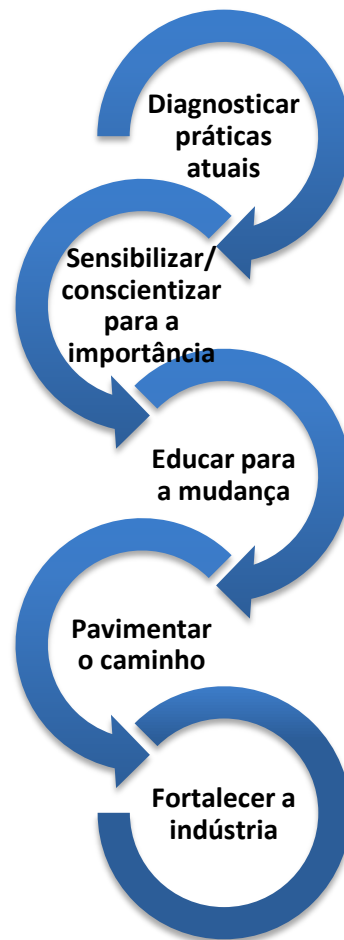 Diagnosticar
práticas
atuais
Sensibilizar/
conscientizar
para a
importância
Educar para
a mudança
Pavimentar
o caminho
Fortalecer a
indústria